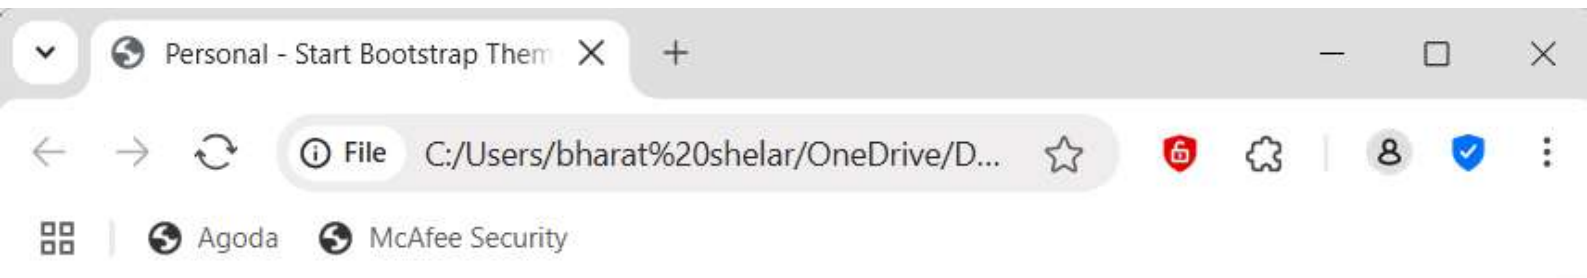 Personal - Start Bootstrap Them
File C:/Users/bharat%20shelar/OneDrive/D...
Agoda McAfee Security